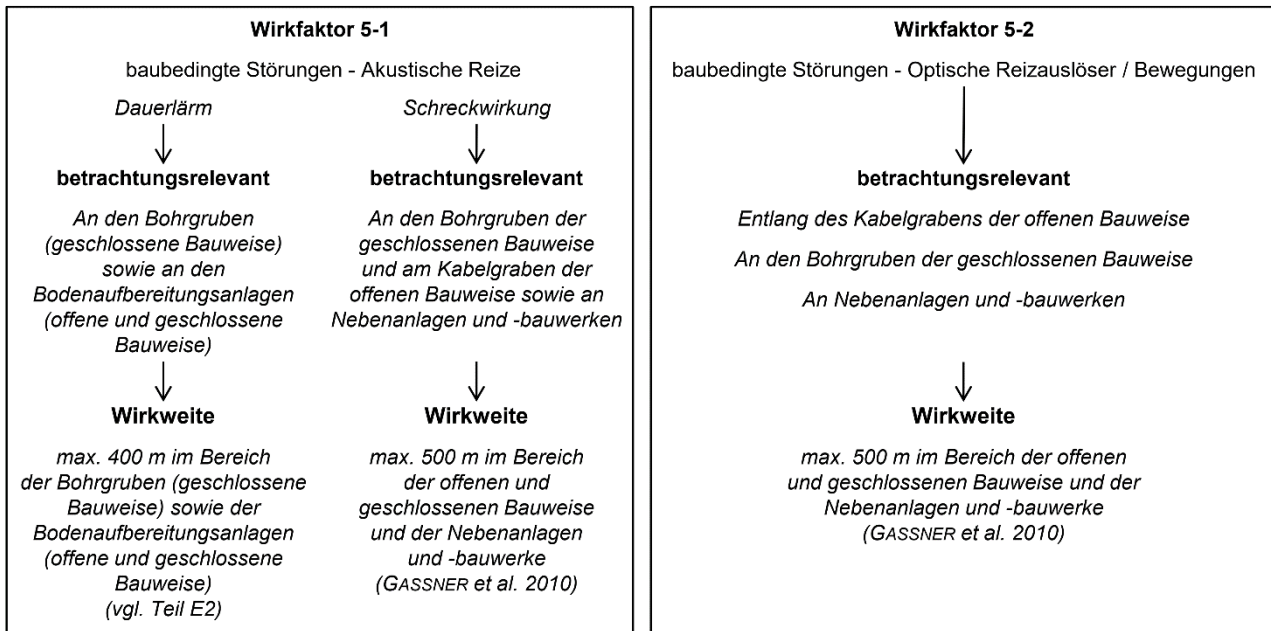 Wirkfaktor 5-1
baubedingte Störungen - Akustische Reize
Dauerlärm
betrachtungsrelevant
An den Bohrgruben
(geschlossene Bauweise)
sowie an den
Bodenaufbereitungsanlagen
(offene und geschlossene
Bauweise)
Wirkweite
max. 400 m im Bereich
der Bohrgruben (geschlossene
Bauweise) sowie der
Bodenaufbereitungsanlagen
(offene und geschlossene
Bauweise)
(vgl. Teil E2)
Schreckwirkung
betrachtungsrelevant
An den Bohrgruben der
geschlossenen Bauweise
und am Kabelgraben der
offenen Bauweise sowie an
Nebenanlagen und -bauwerken
Wirkweite
max. 500 m im Bereich
der offenen und
geschlossenen Bauweise
und der Nebenanlagen
und -bauwerke
(GASSNER et al. 2010)
Wirkfaktor 5-2
baubedingte Störungen - Optische Reizauslöser / Bewegungen
betrachtungsrelevant
Entlang des Kabelgrabens der offenen Bauweise
An den Bohrgruben der geschlossenen Bauweise
An Nebenanlagen und -bauwerken
Wirkweite
max. 500 m im Bereich der offenen
und geschlossenen Bauweise und der
Nebenanlagen und -bauwerke
(GASSNER et al. 2010)